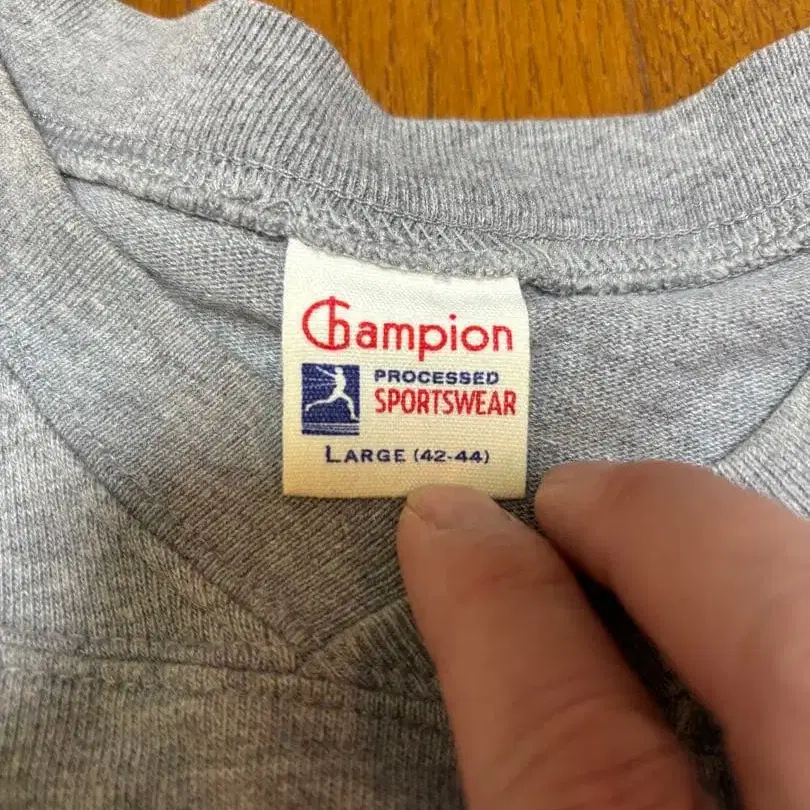 Champion
PROCESSED
SPORTSWEAR
LARGE (42-44)